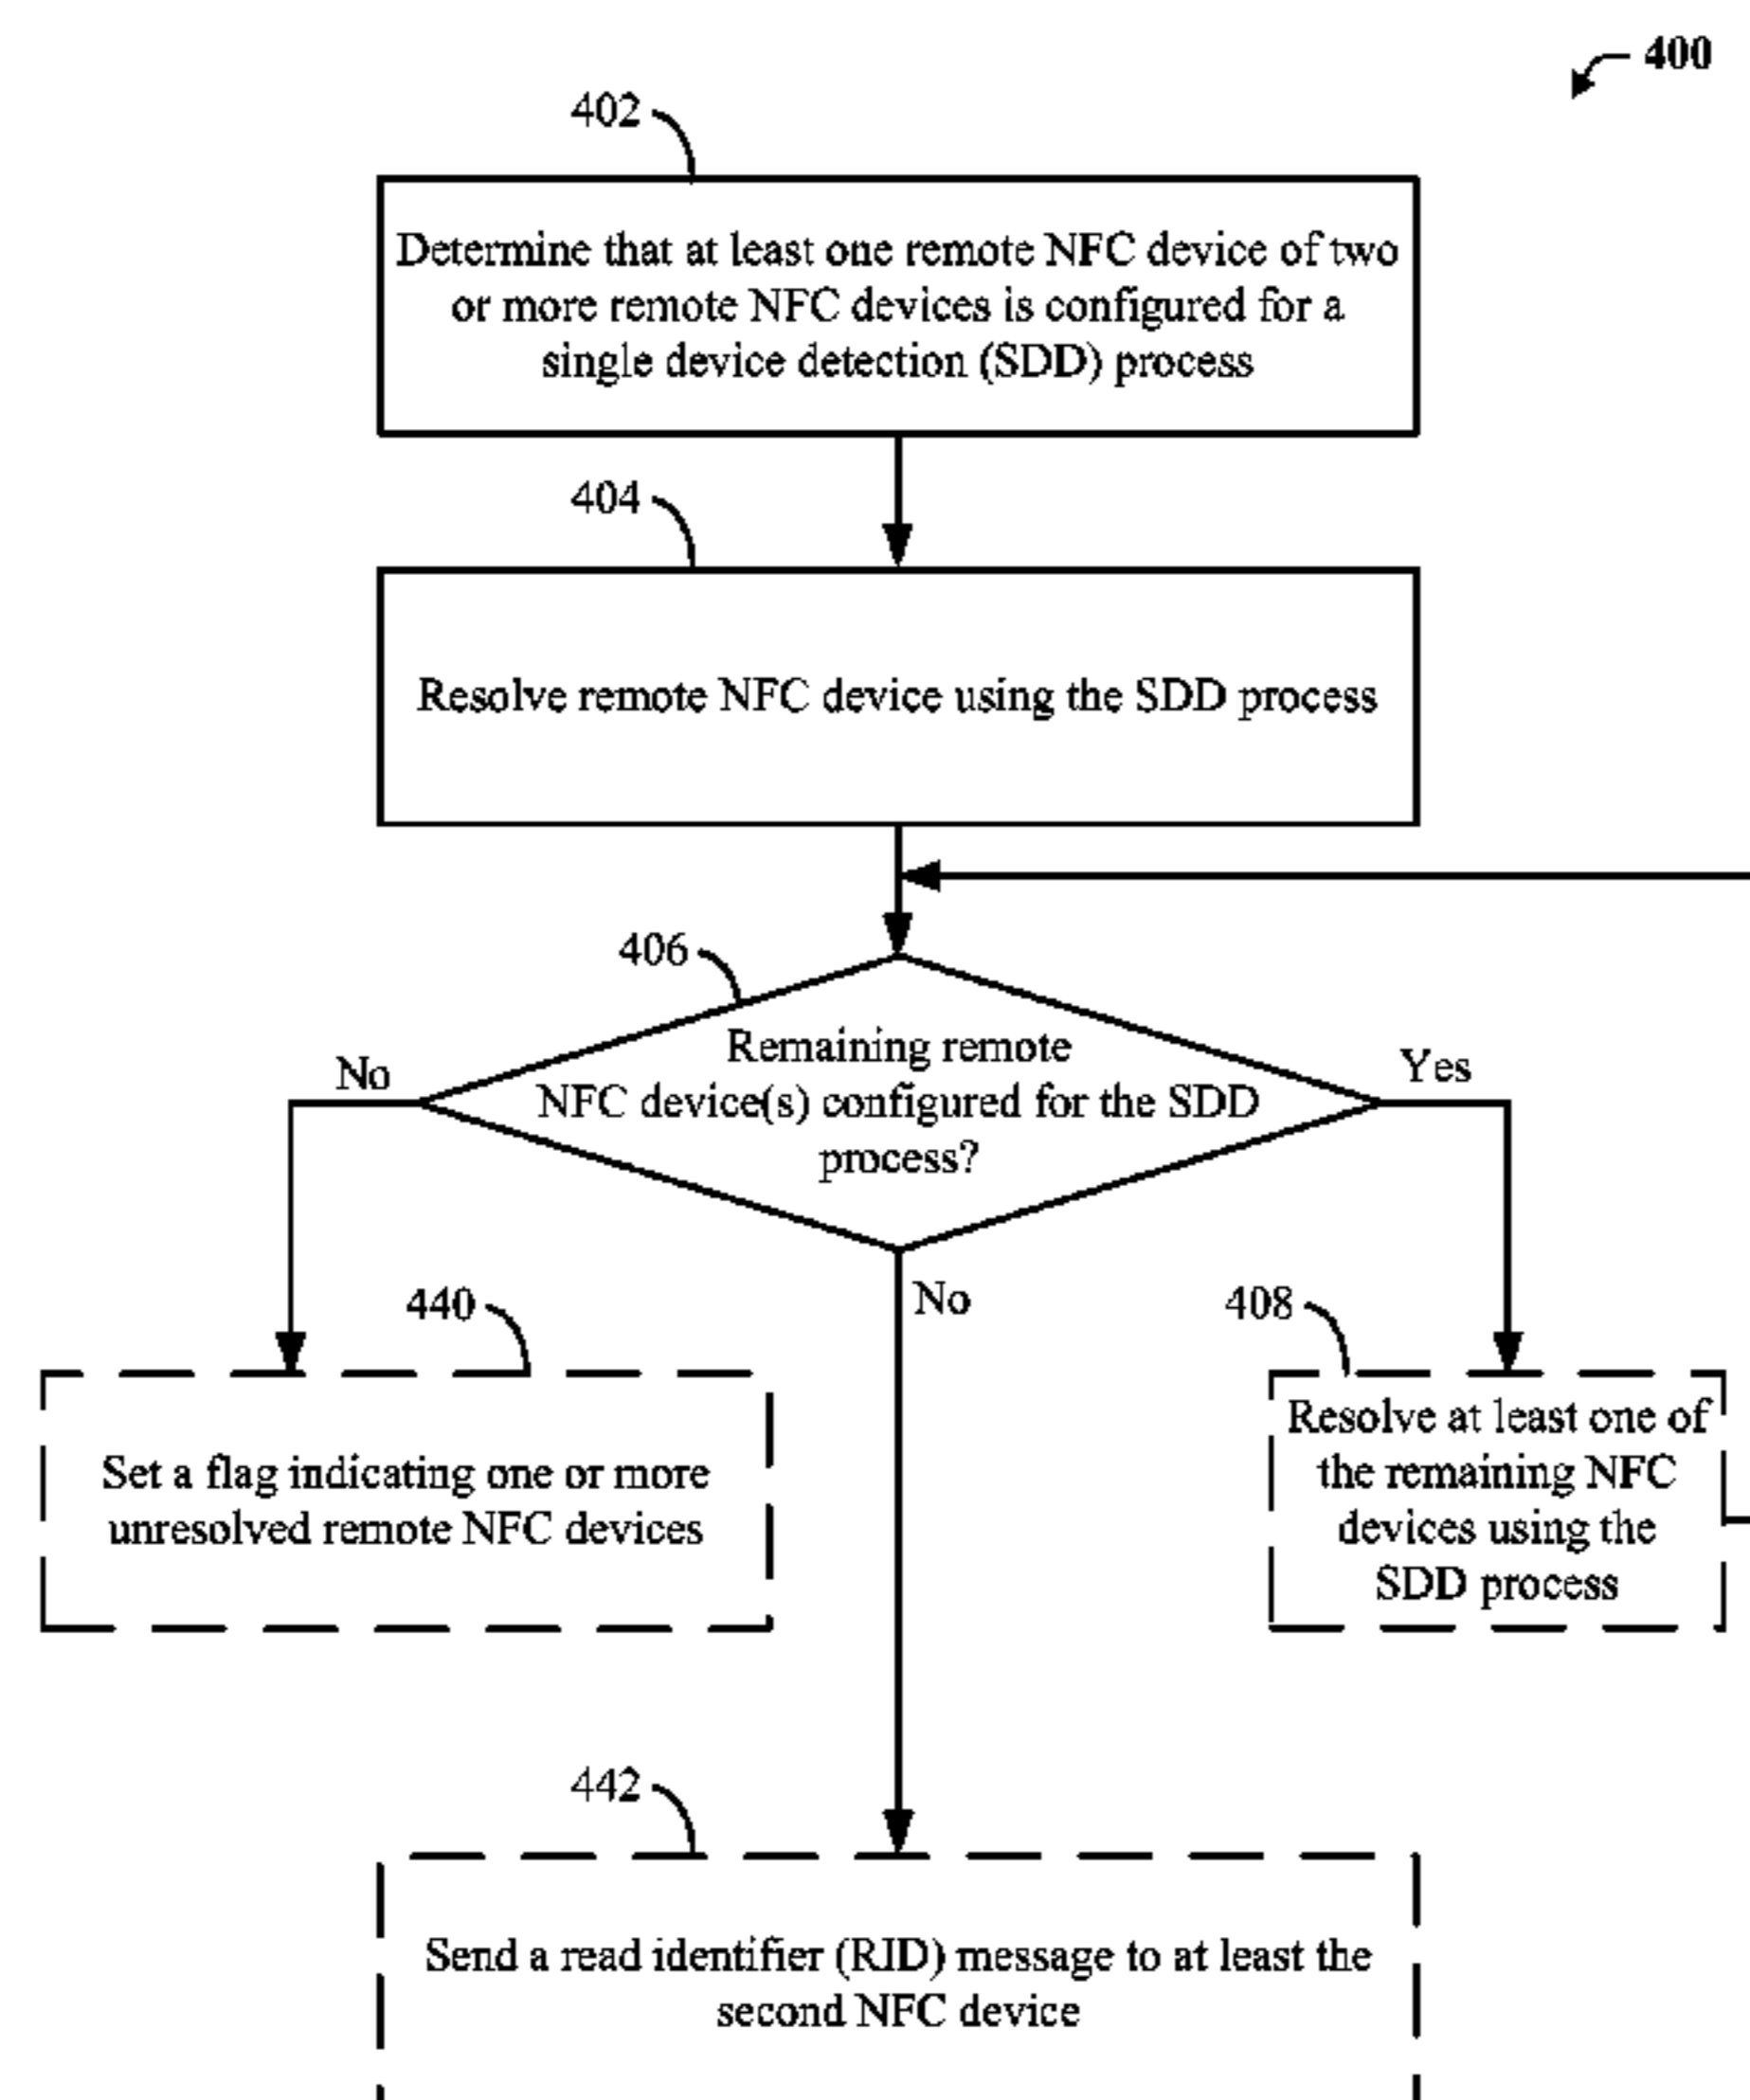 400
402
Determine that at least one remote NFC device of two
or more remote NFC devices is configured for a
single device detection (SDD) process
404
Resolve remote NFC device using the SDD process
406
Remaining remote
NFC device(s) configured for the SDD
process?
No
Yes
No
440
Set a flag indicating one or more
unresolved remote NFC devices
408
Resolve at least one of
the remaining NFC
devices using the
SDD process
442
Send a read identifier (RID) message to at least the
second NFC device